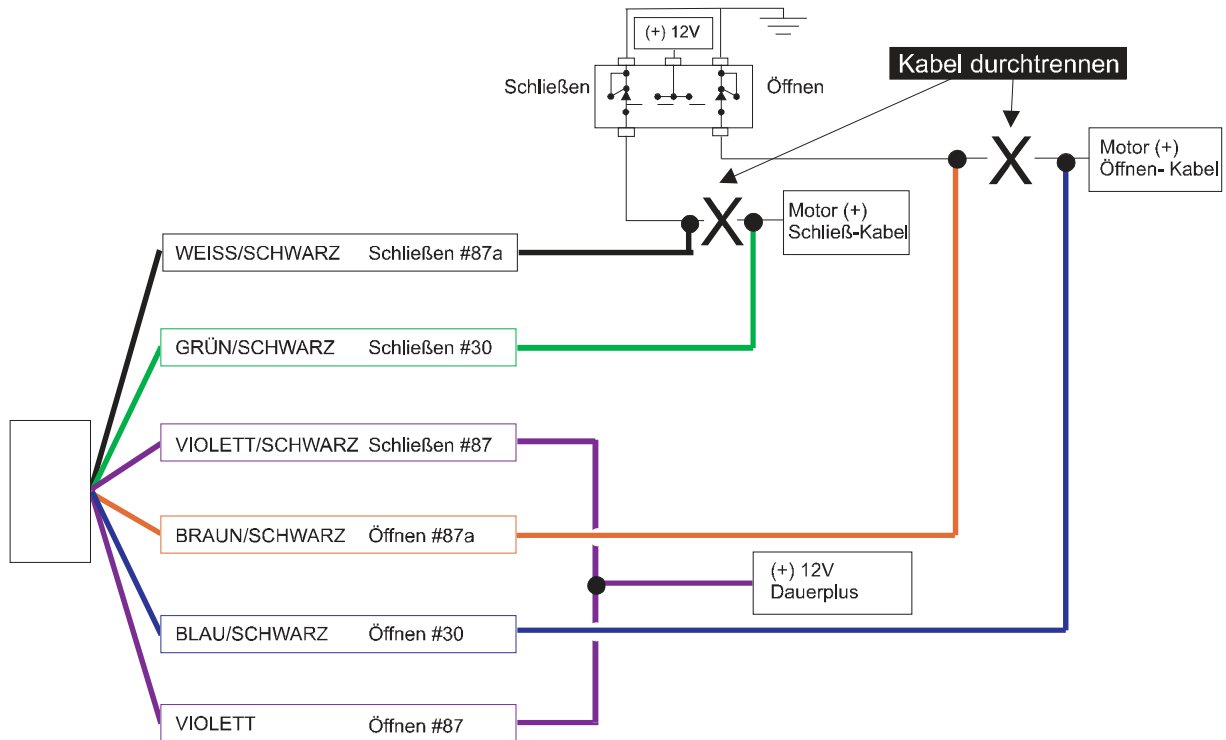 (+) 12V
Schließen
Öffnen
Kabel durchtrennen
Motor (+)
Öffnen- Kabel
Motor (+)
Schließ-Kabel
WEISS/SCHWARZ Schließen #87a
GRÜN/SCHWARZ Schließen #30
VIOLETT/SCHWARZ Schließen #87
BRAUN/SCHWARZ Öffnen #87a
(+) 12V
Dauerplus
BLAU/SCHWARZ Öffnen #30
VIOLETT Öffnen #87